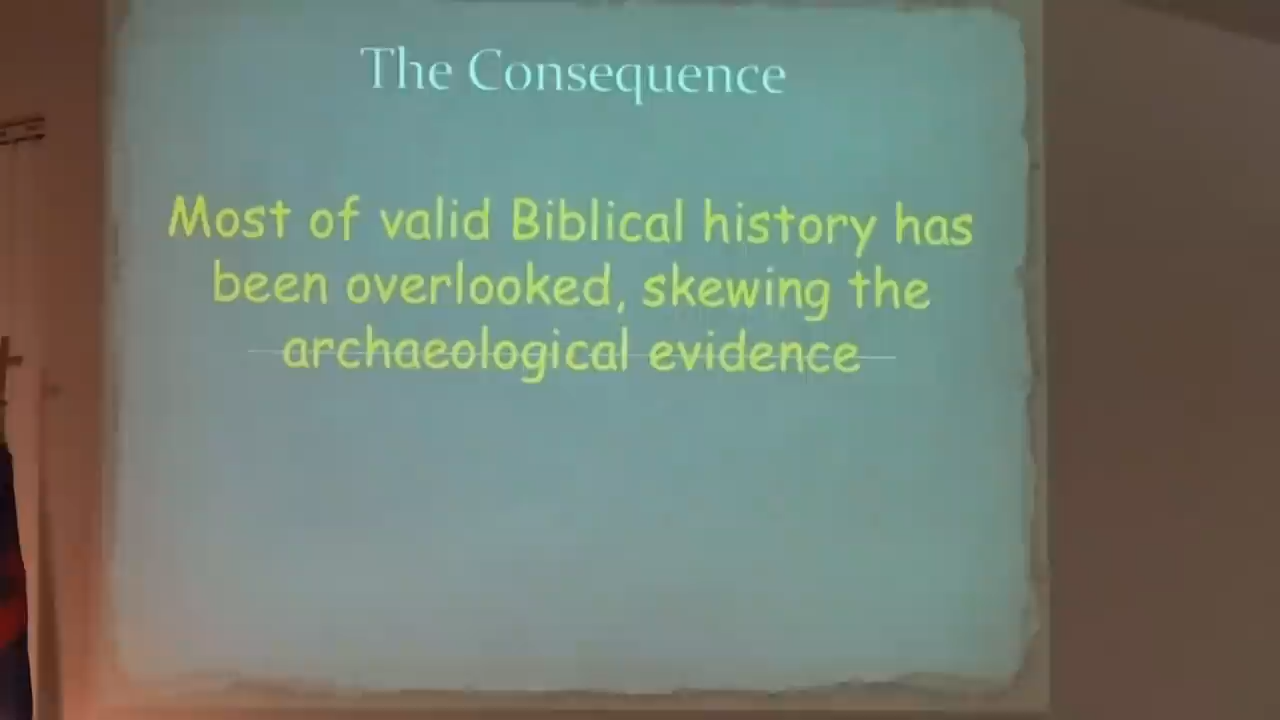 The Consequence
Most of valid Biblical history has
been overlooked, skewing the
archaeological evidence